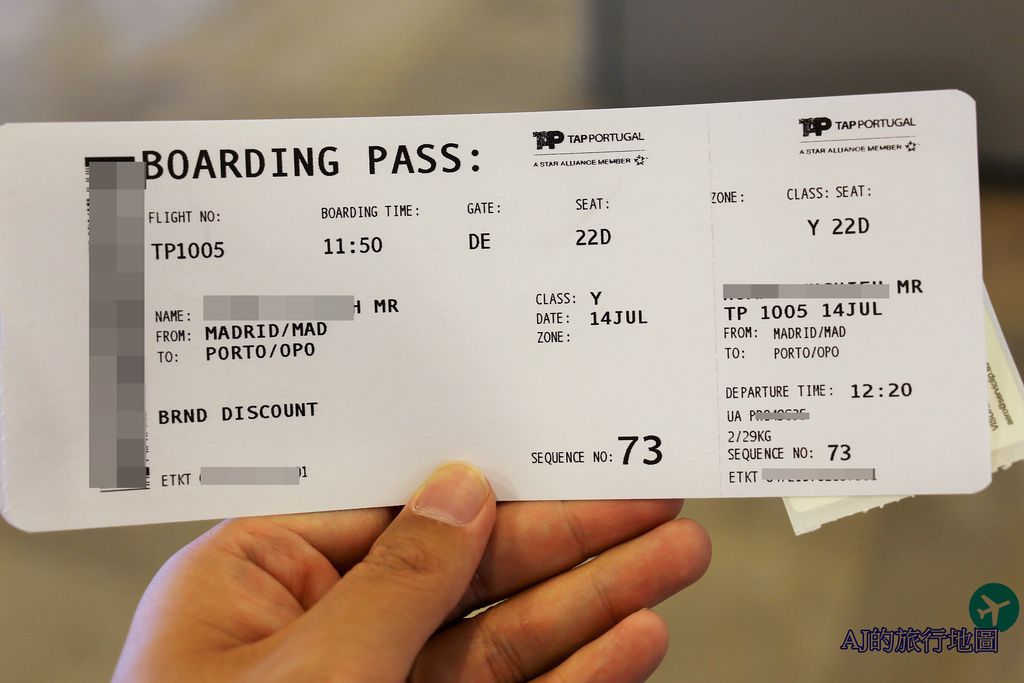 BOARDING PASS:
TAP TAP PORTUGAL
A STAR ALLIANCE MEMBER
FLIGHT NO:
BOARDING TIME:
GATE:
SEAT:
TP1005
11:50
DE
22D
NAME: MR
FROM: MADRID/MAD
TO: PORTO/OPO
CLASS: Y
DATE: 14JUL
ZONE:
BRND DISCOUNT
SEQUENCE NO: 73
ETKT
TAP TAP PORTUGAL
A STAR ALLIANCE MEMBER
ZONE:
CLASS: SEAT:
Y 22D
MR
TP 1005 14JUL
FROM: MADRID/MAD
TO: PORTO/OPO
DEPARTURE TIME: 12:20
UA
2/29KG
SEQUENCE NO: 73
ETKT
AJ的旅行地圖